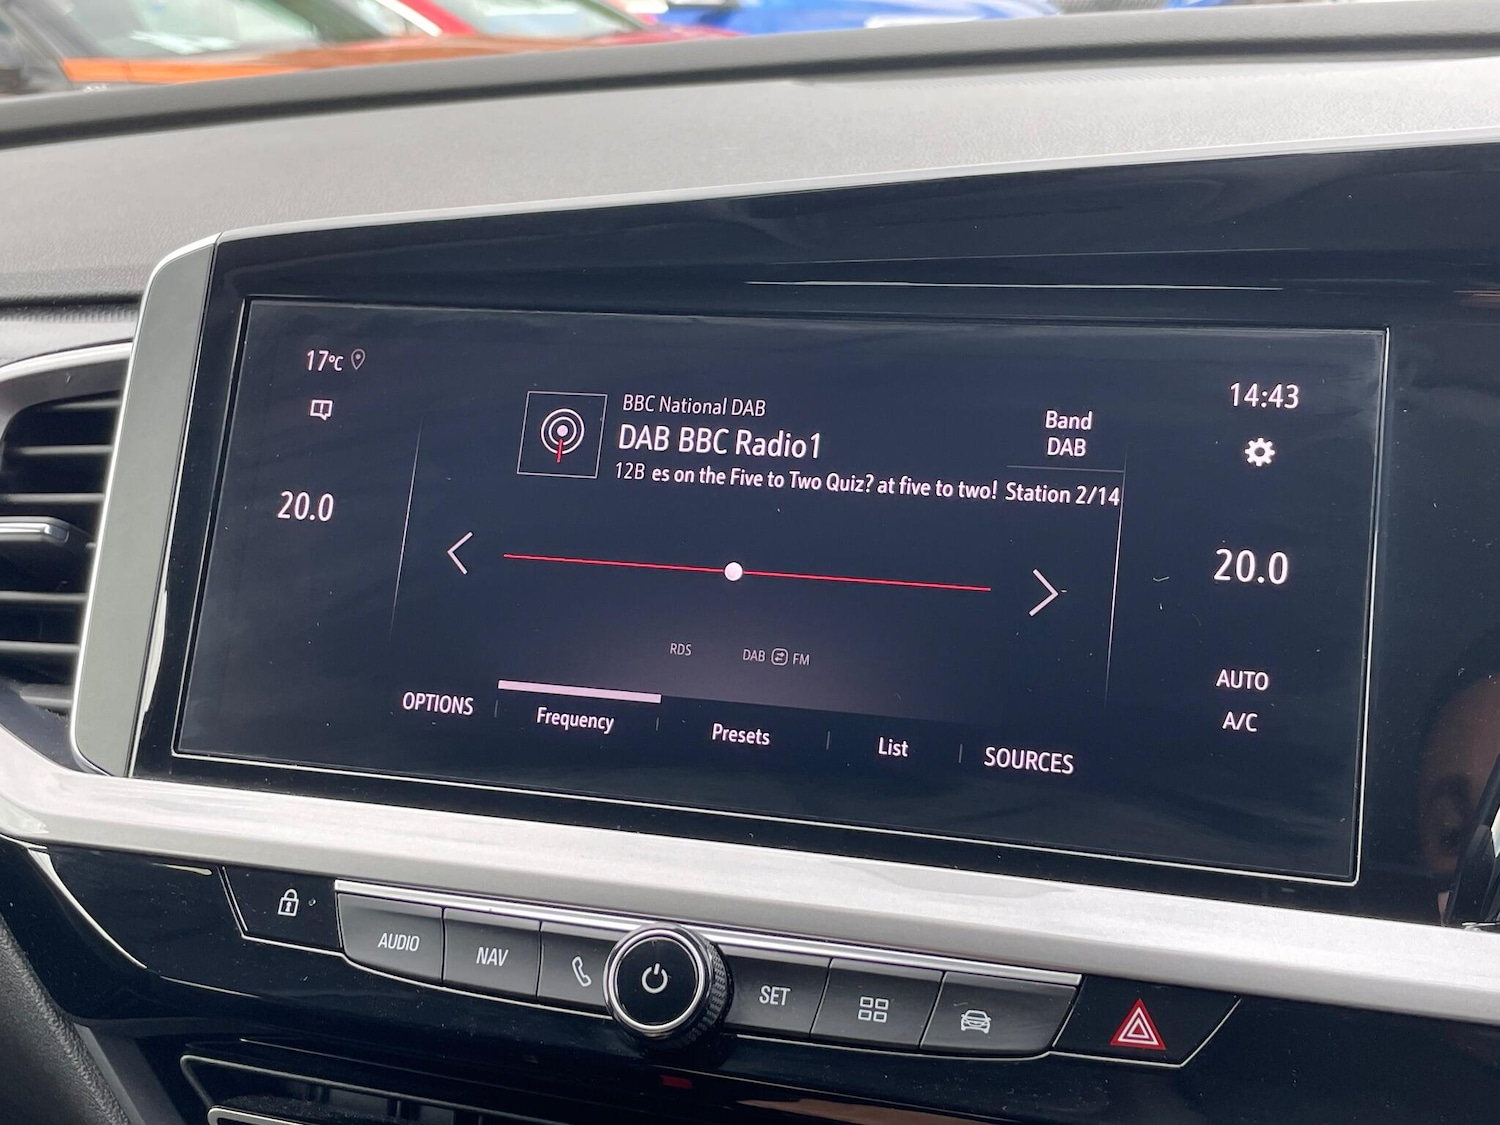 17°C
14:43
BBC National DAB
DAB BBC Radio1
12B es on the Five to Two Quiz? at five to two! Station 2/14
Band
DAB
20.0
20.0
RDS
DAB FM
AUTO
A/C
OPTIONS
Frequency
Presets
List
SOURCES
AUDIO
NAV
SET